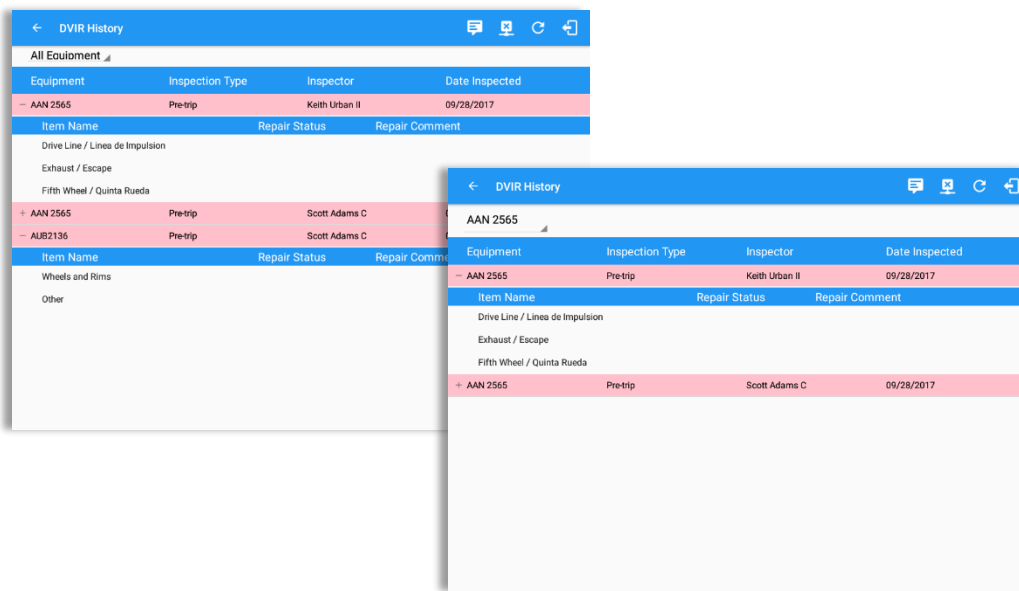 DVIR History
All Equipment
Equipment Inspection Type Inspector Date Inspected
− AAN 2565 Pre-trip Keith Urban II 09/28/2017
Item Name Repair Status Repair Comment
Drive Line / Linea de Impulsion
Exhaust / Escape
Fifth Wheel / Quinta Rueda
+ AAN 2565 Pre-trip Scott Adams C
− AUB2136 Pre-trip Scott Adams C
Item Name Repair Status Repair Comme
Wheels and Rims
Other
DVIR History
AAN 2565
Equipment Inspection Type Inspector Date Inspected
− AAN 2565 Pre-trip Keith Urban II 09/28/2017
Item Name Repair Status Repair Comment
Drive Line / Linea de Impulsion
Exhaust / Escape
Fifth Wheel / Quinta Rueda
+ AAN 2565 Pre-trip Scott Adams C 09/28/2017